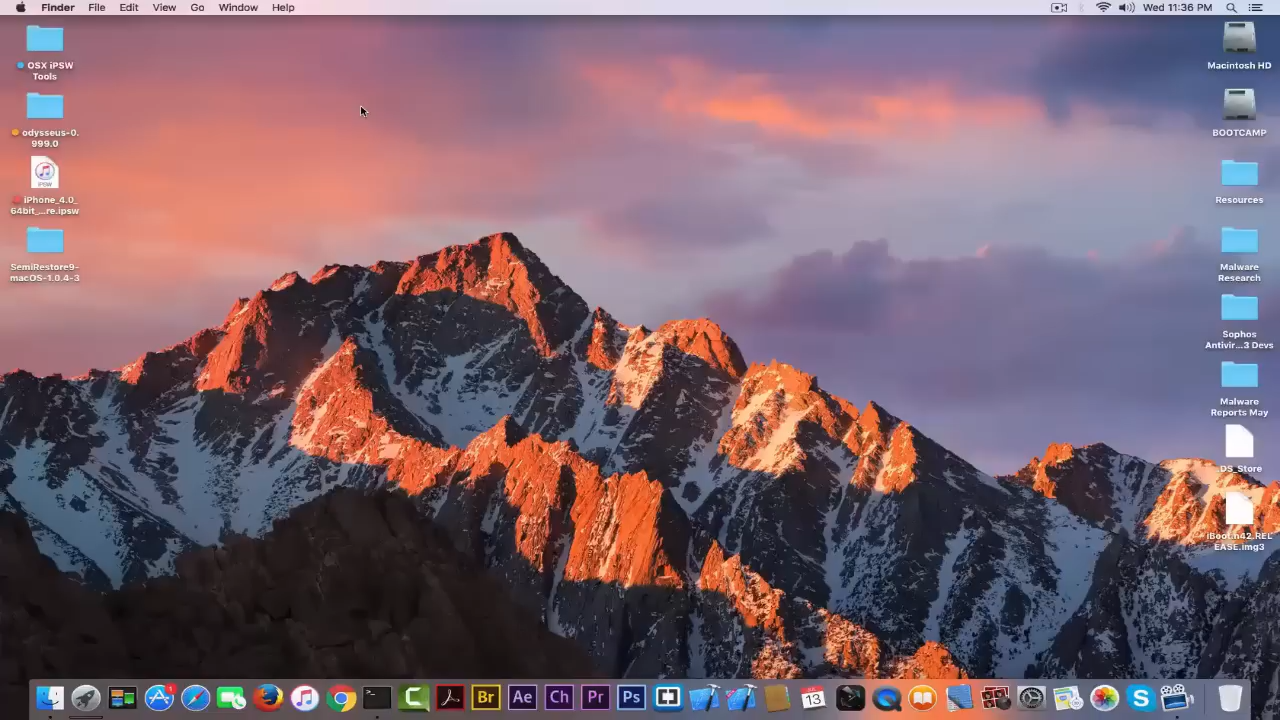 Finder File Edit View Go Window Help
Wed 11:36 PM
OSX iPSW
Tools
odysseus-0.
999.0
IPSW
iPhone_4.0_
64bit_...re.ipsw
SemiRestore9-
macOS-1.0.4-3
Macintosh HD
BOOTCAMP
Resources
Malware
Research
Sophos
Antivir...3 Devs
Malware
Reports May
DS_Store
iBoot.n42.REL
EASE.img3
1
>_
Br
Ae
Ch
Pr
Ps
13